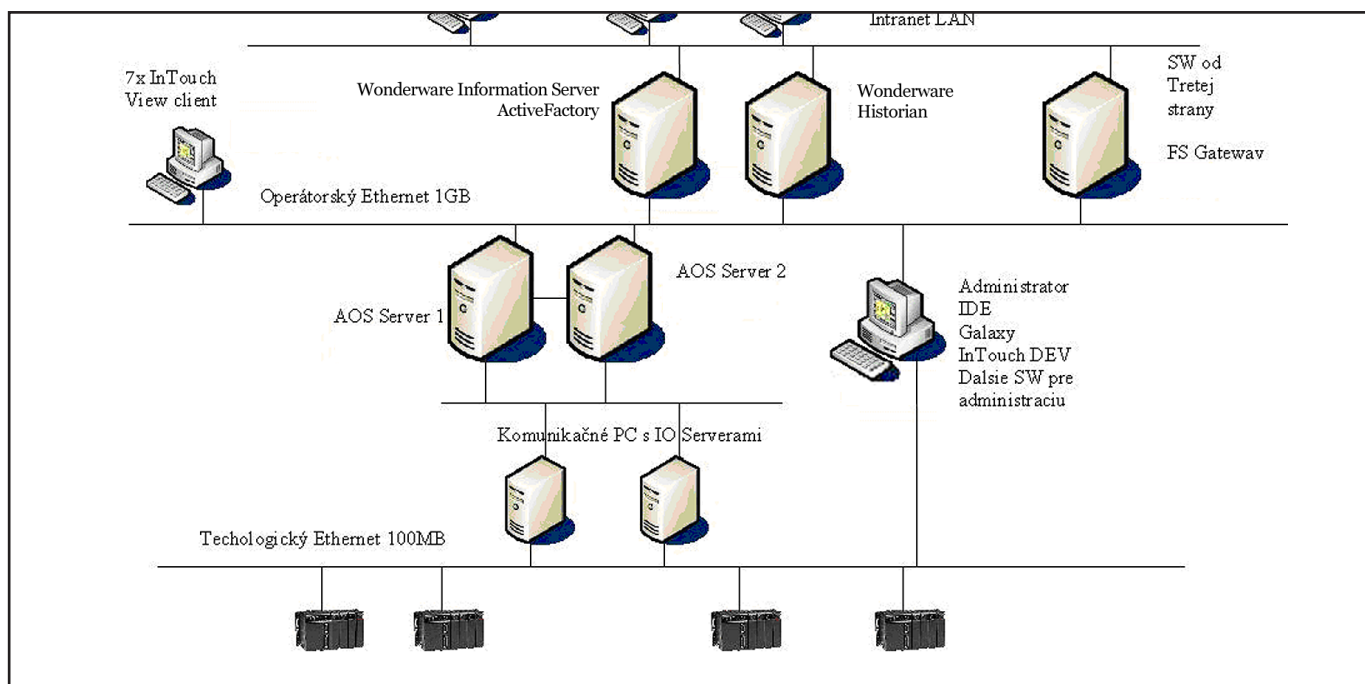 Intranet LAN
7x InTouch
View client
Wonderware Information Server
ActiveFactory
Wonderware
Historian
SW od
Tretej
strany
FS Gatewav
Operátorský Ethernet 1GB
AOS Server 1
AOS Server 2
Administrator
IDE
Galaxy
InTouch DEV
Dalsie SW pre
administraciu
Komunikačné PC s IO Serverami
Techologický Ethernet 100MB